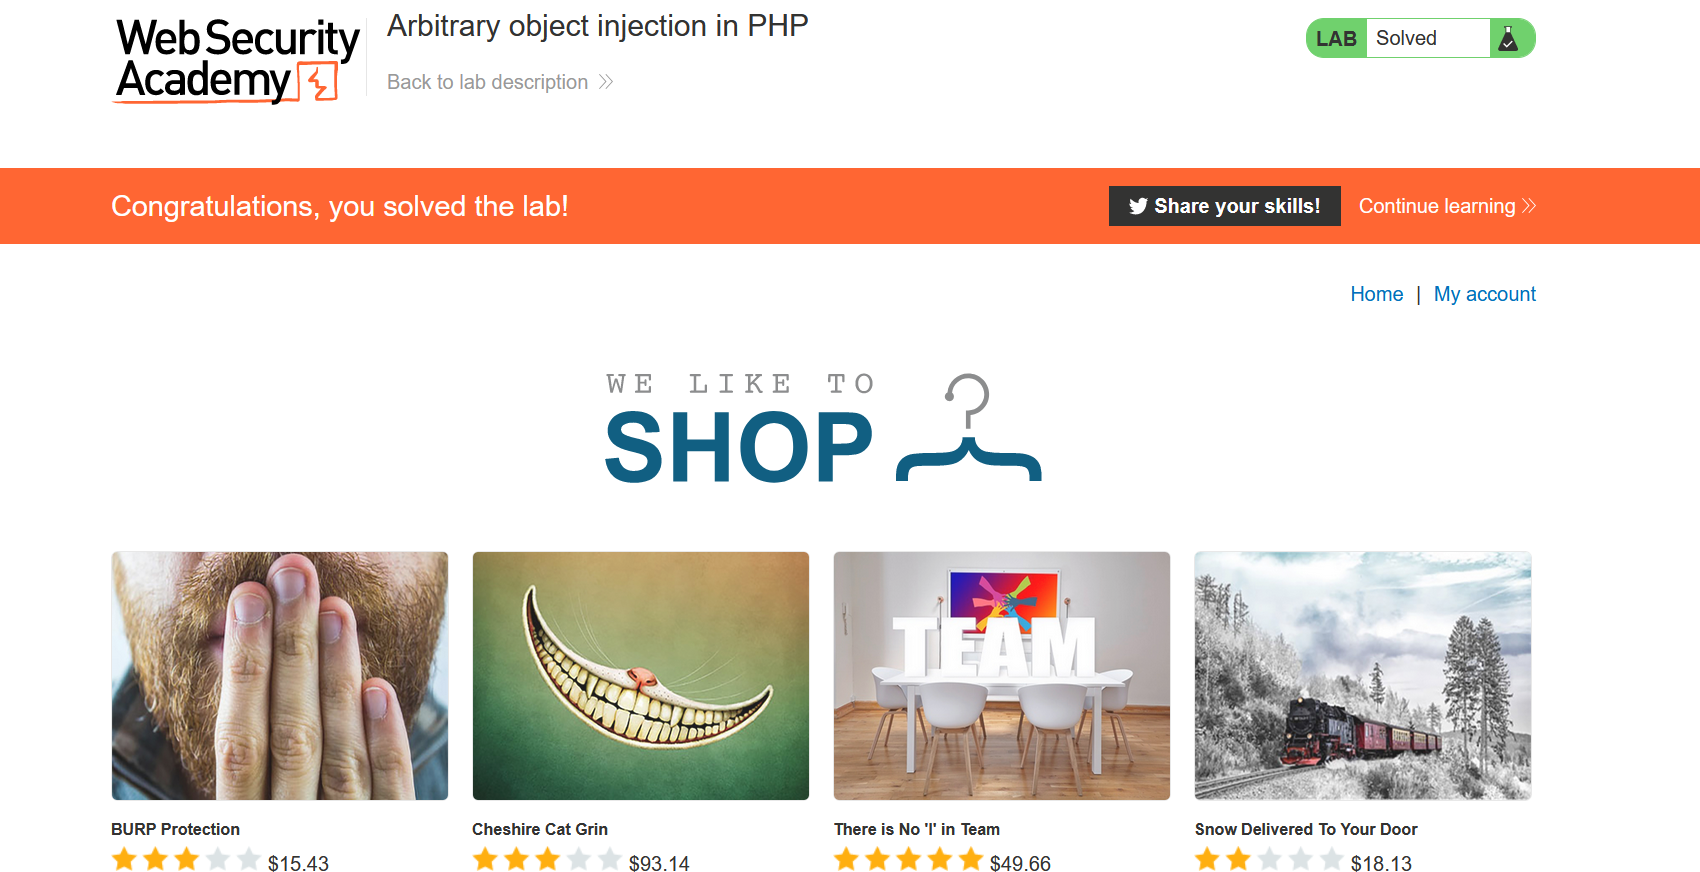 Web Security
Academy
Arbitrary object injection in PHP
Back to lab description
LAB Solved
Congratulations, you solved the lab!
Share your skills!
Continue learning
Home | My account
WE LIKE TO
SHOP
TEAM
BURP Protection
$15.43
Cheshire Cat Grin
$93.14
There is No 'I' in Team
$49.66
Snow Delivered To Your Door
$18.13